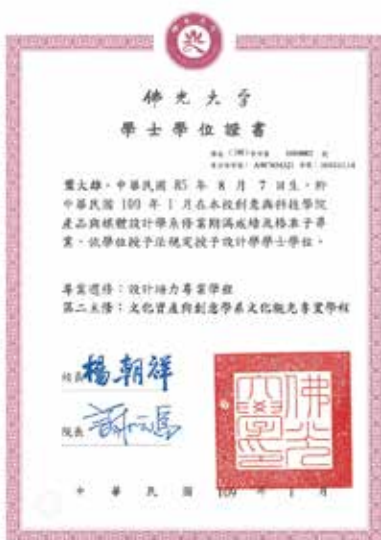 佛光大學
學士學位證書
大雄,中華民國 85 年 8 月 7 日生,於
中華民國 109 年 1 月在本校創意與科技學院
產品與媒體設計學系修業期滿成績及格准予畢
業,依學位授予法規定授予設計學學士學位。
專業選修:設計培力專業學程
第二主修:文化資產與創意學系文化觀光專業學程
校長 楊朝祥
院長
佛光大學印
中華民國 109 年 1 月